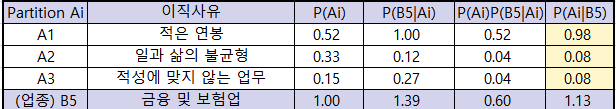 Partition Ai 이직사유 P(Ai) P(B5|Ai) P(Ai)P(B5|Ai) P(Ai|B5)
A1 적은 연봉 0.52 1.00 0.52 0.98
A2 일과 삶의 불균형 0.33 0.12 0.04 0.08
A3 적성에 맞지 않는 업무 0.15 0.27 0.04 0.08
(업종) B5 금융 및 보험업 1.00 1.39 0.60 1.13